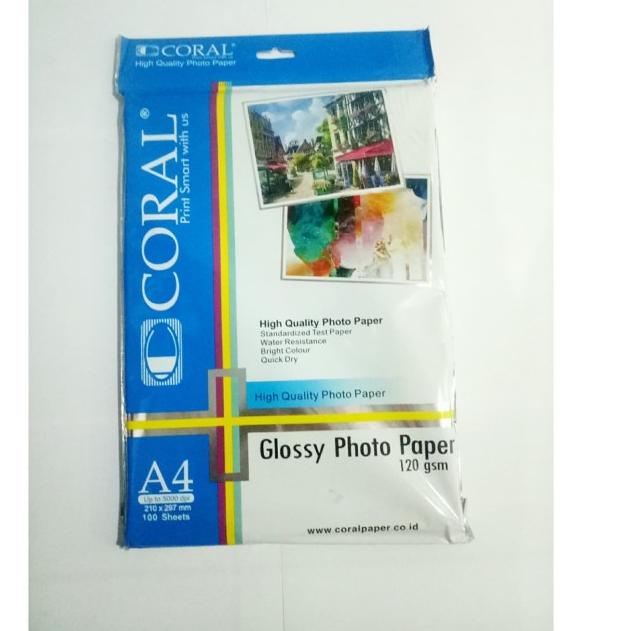 CORAL®
High Quality Photo Paper
CORAL®
Print Smart with us
High Quality Photo Paper
Standardized Test Paper
Water Resistance
Bright Colour
Quick Dry
High Quality Photo Paper
Glossy Photo Paper
120 gsm
A4
Up to 5000 dpi
210 x 297 mm
100 Sheets
www.coralpaper.co.id